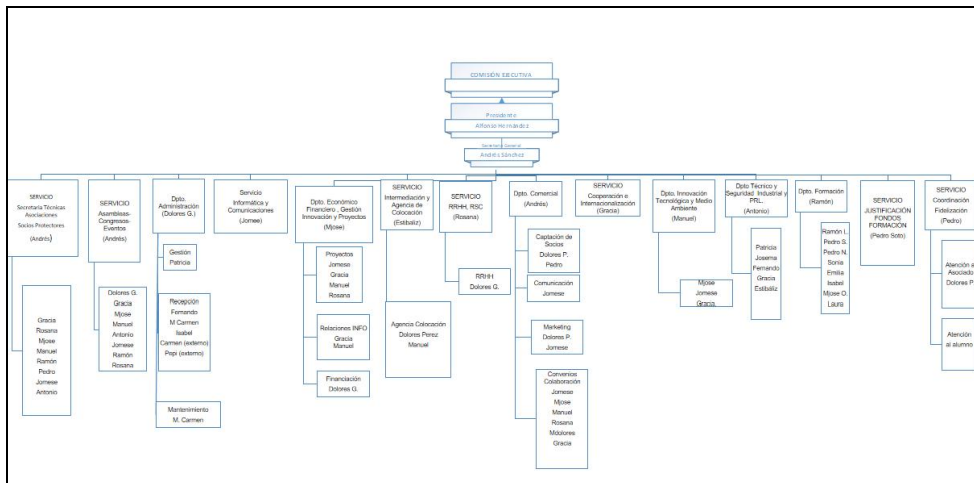 COMISIÓN EJECUTIVA
Presidente
Alfonso Hernández
Secretario General
Andrés Sánchez
SERVICIO
Secretaria Técnicas
Asociaciones
Socios Protectores
(Andrés)
Gracia
Rosana
Mjose
Manuel
Ramón
Pedro
Jomese
Antonio
SERVICIO
Asambleas-
Congresos-
Eventos
(Andrés)
Dolores G.
Gracia
Mjose
Manuel
Antonio
Jomese
Ramón
Rosana
Dpto.
Administración
(Dolores G.)
Gestión
Patricia
Recepción
Fernando
M Carmen
Isabel
Carmen (externo)
Pepi (externo)
Mantenimiento
M. Carmen
Servicio
Informática y
Comunicaciones
(Jomee)
Dpto. Económico
Financiero , Gestión
Innovación y Proyectos
(Mjose)
Proyectos
Jomese
Gracia
Manuel
Rosana
Relaciones INFO
Gracia
Manuel
Financiación
Dolores G.
SERVICIO
Intermediación y
Agencia de
Colocación
(Estíbaliz)
Agencia Colocación
Dolores Perez
Manuel
SERVICIO
RRHH, RSC
(Rosana)
RRHH
Dolores G.
Dpto. Comercial
(Andrés)
Captación de
Socios
Dolores P.
Pedro
Comunicación
Jomese
Marketing
Dolores P.
Jomese
Convenios
Colaboración
Jomese
Mjose
Manuel
Rosana
Mdolores
Gracia
SERVICIO
Cooperación e
Internacionalización
(Gracia)
Dpto. Innovación
Tecnológica y Medio
Ambiente
(Manuel)
Mjose
Jomese
Gracia
Dpto Técnico y
Seguridad Industrial y
PRL.
(Antonio)
Patricia
Josema
Fernando
Gracia
Estíbaliz
Dpto. Formación
(Ramón)
Ramón L.
Pedro S.
Pedro N.
Sonia
Emilia
Isabel
Mjose O.
Laura
SERVICIO
JUSTIFICACIÓN
FONDOS
FORMACIÓN
(Pedro Soto)
SERVICIO
Coordinación
Fidelización
(Pedro)
Atención a
Asociado
Dolores P
Atención
al alumno